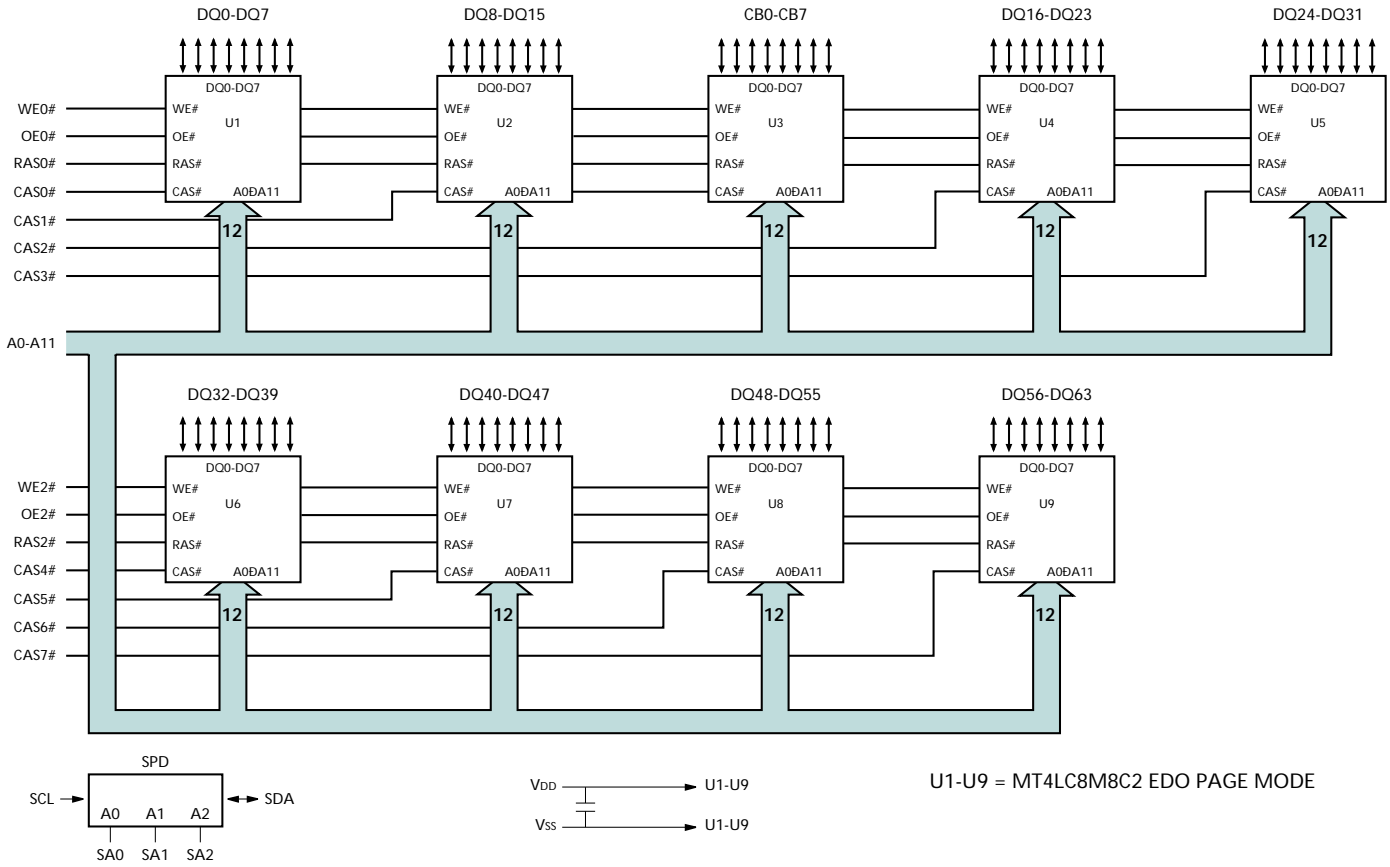 DQ0-DQ7 DQ8-DQ15 CB0-CB7 DQ16-DQ23 DQ24-DQ31
DQ0-DQ7 DQ0-DQ7 DQ0-DQ7 DQ0-DQ7 DQ0-DQ7
WE0# WE# WE# WE# WE# WE#
U1 U2 U3 U4 U5
OE0# OE# OE# OE# OE# OE#
RAS0# RAS# RAS# RAS# RAS# RAS#
CAS0# CAS# A0ÐA11 CAS# A0ÐA11 CAS# A0ÐA11 CAS# A0ÐA11 CAS# A0ÐA11
CAS1#
12 12 12 12 12
CAS2#
CAS3#
A0-A11
DQ32-DQ39 DQ40-DQ47 DQ48-DQ55 DQ56-DQ63
DQ0-DQ7 DQ0-DQ7 DQ0-DQ7 DQ0-DQ7
WE2# WE# WE# WE# WE#
U6 U7 U8 U9
OE2# OE# OE# OE# OE#
RAS2# RAS# RAS# RAS# RAS#
CAS4# CAS# A0ÐA11 CAS# A0ÐA11 CAS# A0ÐA11 CAS# A0ÐA11
CAS5#
12 12 12 12
CAS6#
CAS7#
SPD
SCL SDA
A0 A1 A2
SA0 SA1 SA2
VDD U1-U9
VSS U1-U9
U1-U9 = MT4LC8M8C2 EDO PAGE MODE